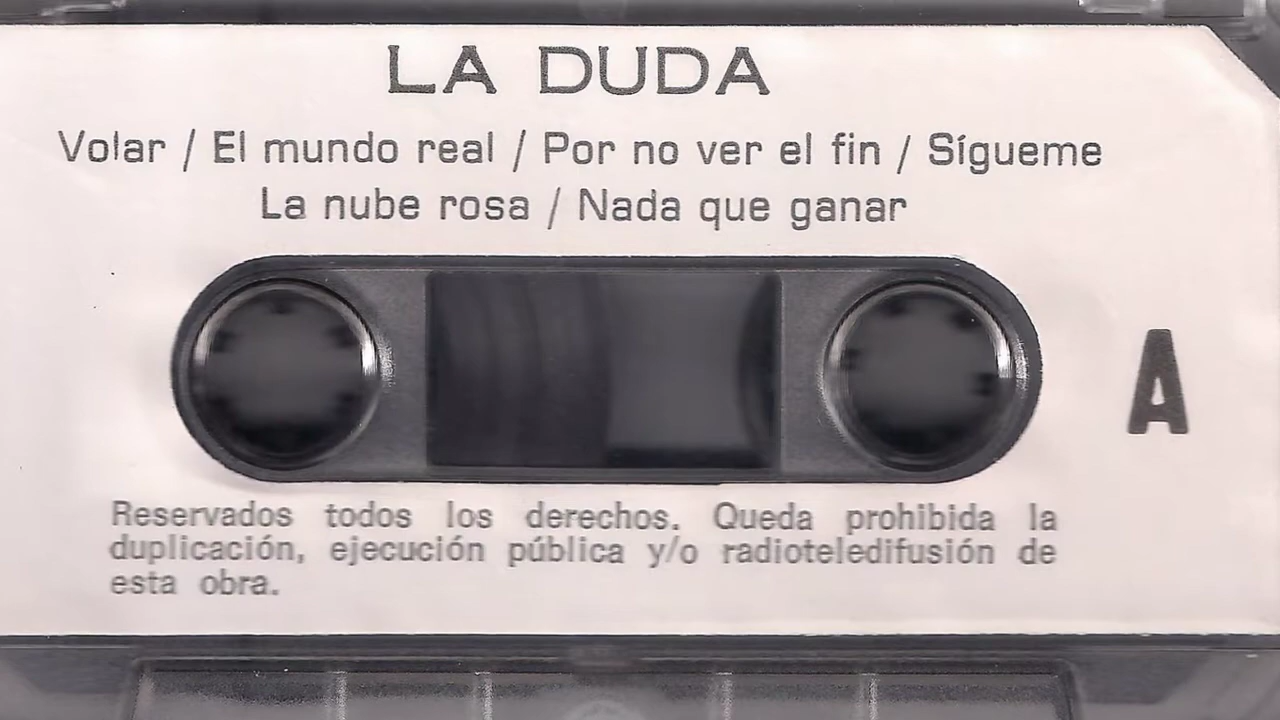 LA DUDA
Volar / El mundo real / Por no ver el fin / Sígueme
La nube rosa / Nada que ganar
A
Reservados todos los derechos. Queda prohibida la
duplicación, ejecución pública y/o radioteledifusión de
esta obra.